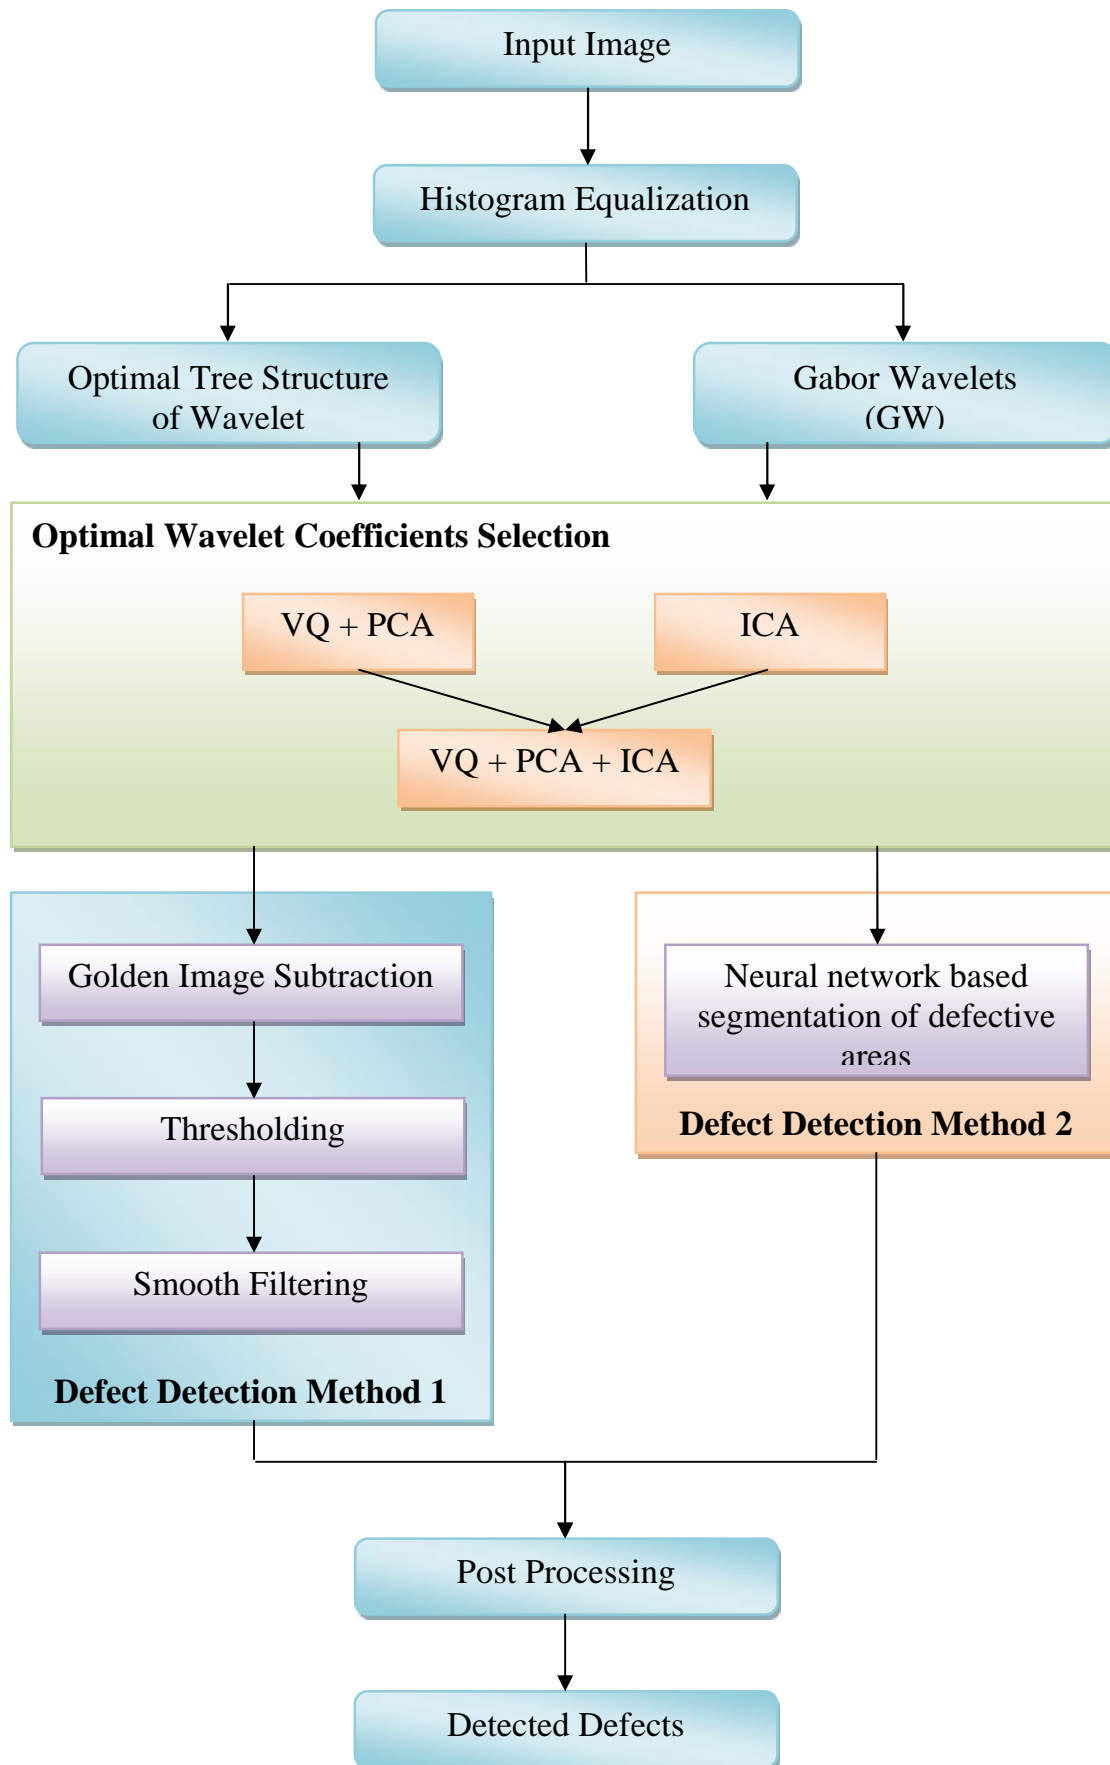 Input Image
Histogram Equalization
Optimal Tree Structure
of Wavelet
Gabor Wavelets
(GW)
Optimal Wavelet Coefficients Selection
VQ + PCA
ICA
VQ + PCA + ICA
Golden Image Subtraction
Thresholding
Smooth Filtering
Defect Detection Method 1
Neural network based
segmentation of defective
areas
Defect Detection Method 2
Post Processing
Detected Defects